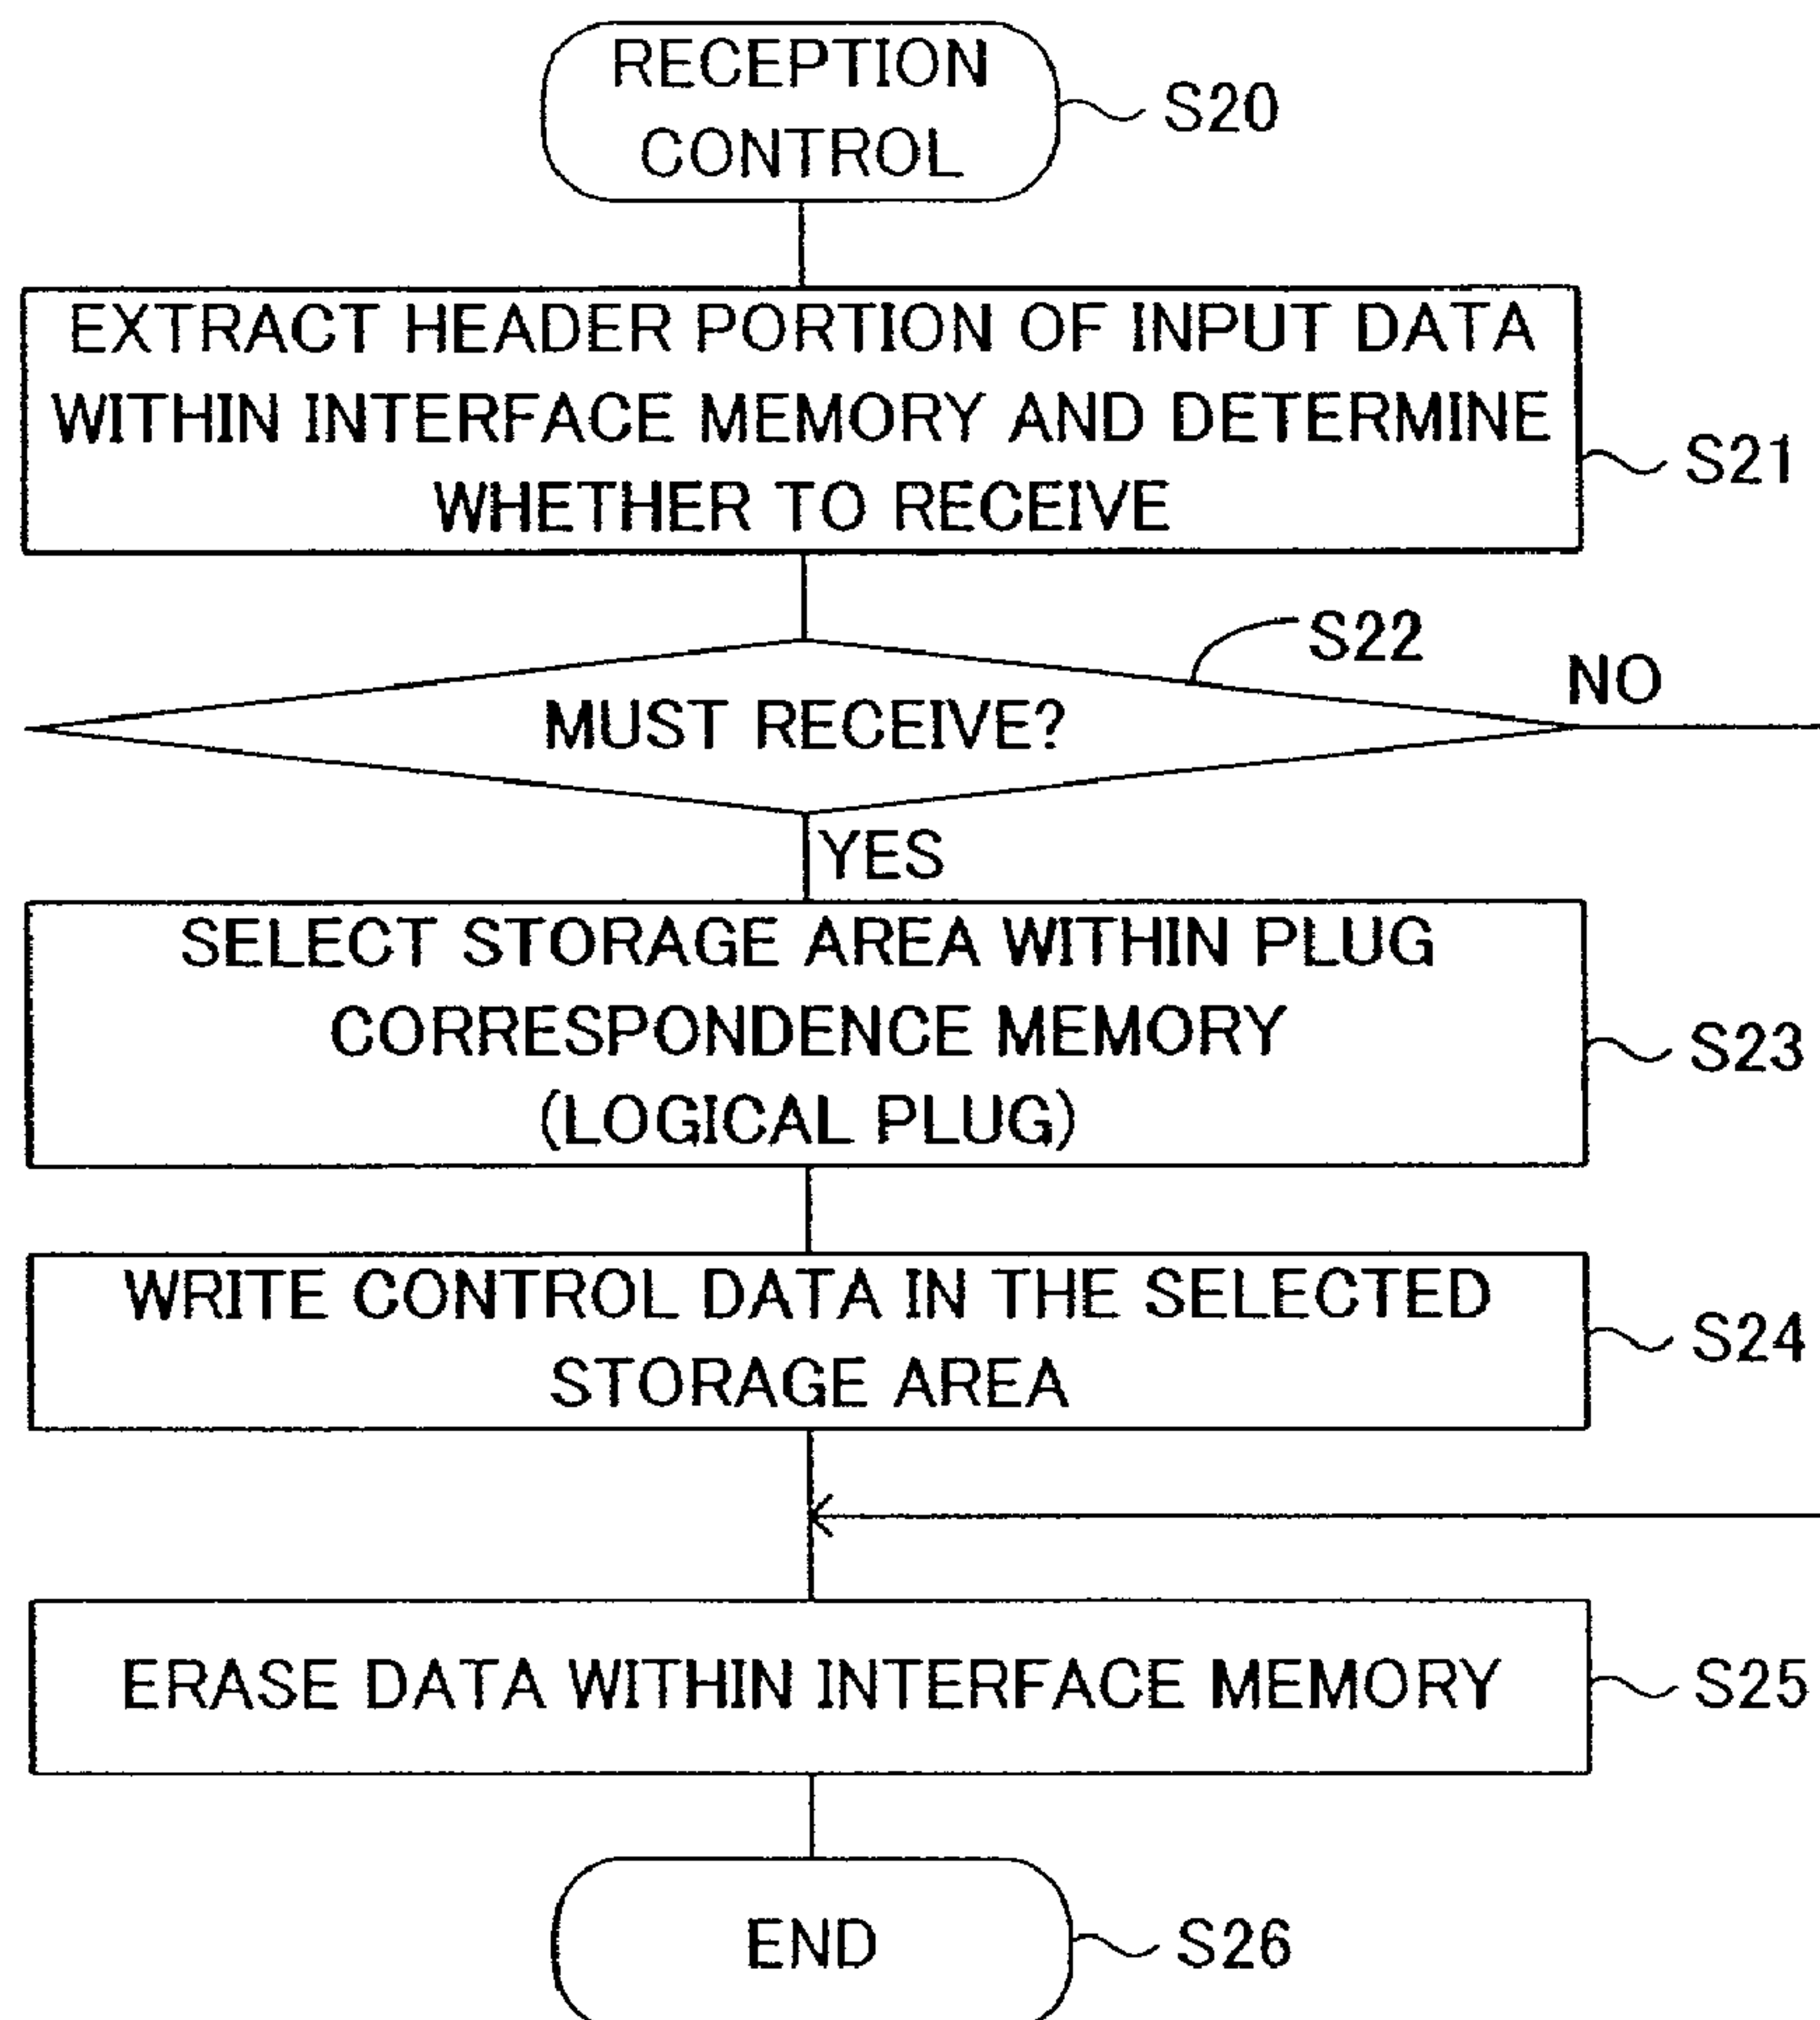 RECEPTION
CONTROL
S20
EXTRACT HEADER PORTION OF INPUT DATA
WITHIN INTERFACE MEMORY AND DETERMINE
WHETHER TO RECEIVE
S21
S22
MUST RECEIVE?
NO
YES
SELECT STORAGE AREA WITHIN PLUG
CORRESPONDENCE MEMORY
(LOGICAL PLUG)
S23
WRITE CONTROL DATA IN THE SELECTED
STORAGE AREA
S24
ERASE DATA WITHIN INTERFACE MEMORY
S25
END
S26